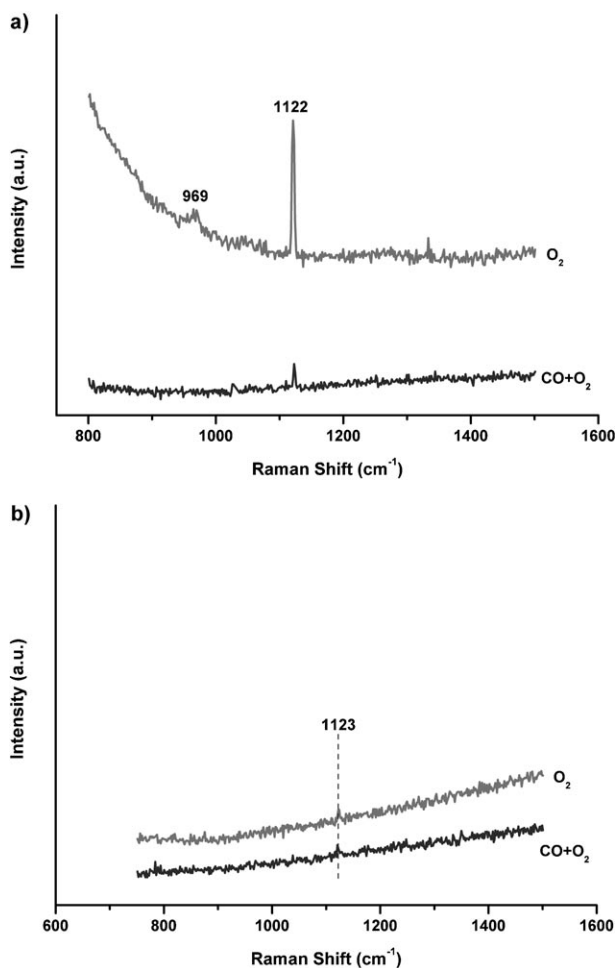 a)
1122
969
O₂
CO+O₂
Intensity (a.u.)
800 1000 1200 1400 1600
Raman Shift (cm⁻¹)
b)
1123
O₂
CO+O₂
Intensity (a.u.)
600 800 1000 1200 1400 1600
Raman Shift (cm⁻¹)